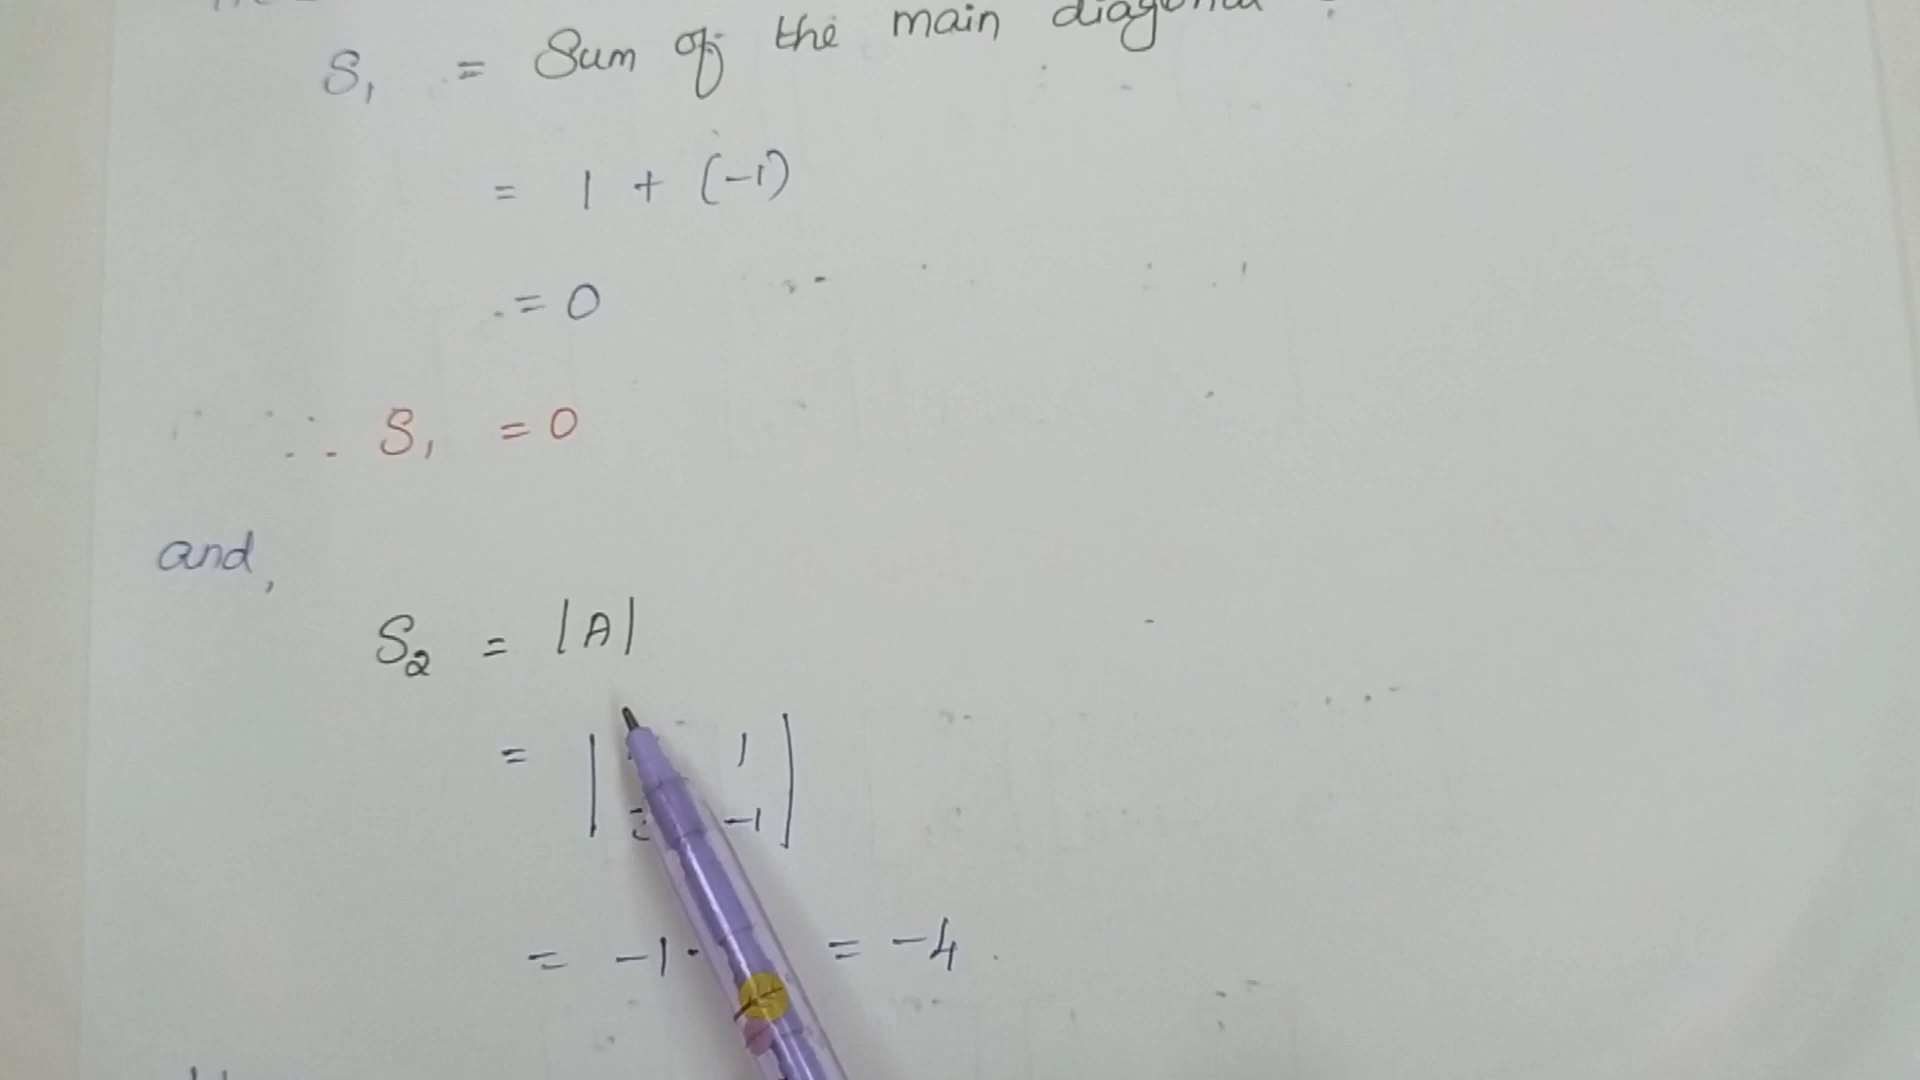 S₁ = Sum of the main
= 1 + (-1)
= 0
∴ S₁ = 0
and,
S₂ = |A|
= | 1 |
-1 |
= -1 - = -4.